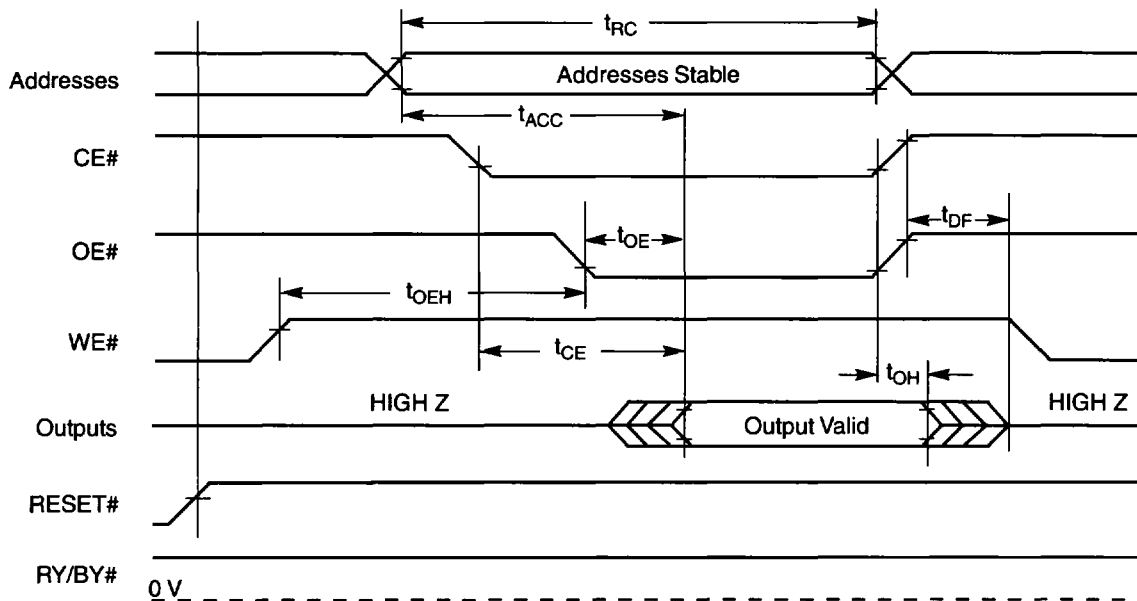 tRC
Addresses
Addresses Stable
tACC
CE#
tDF
OE#
tOE
tOEH
WE#
tCE
tOH
HIGH Z
HIGH Z
Outputs
Output Valid
RESET#
RY/BY#
0 V